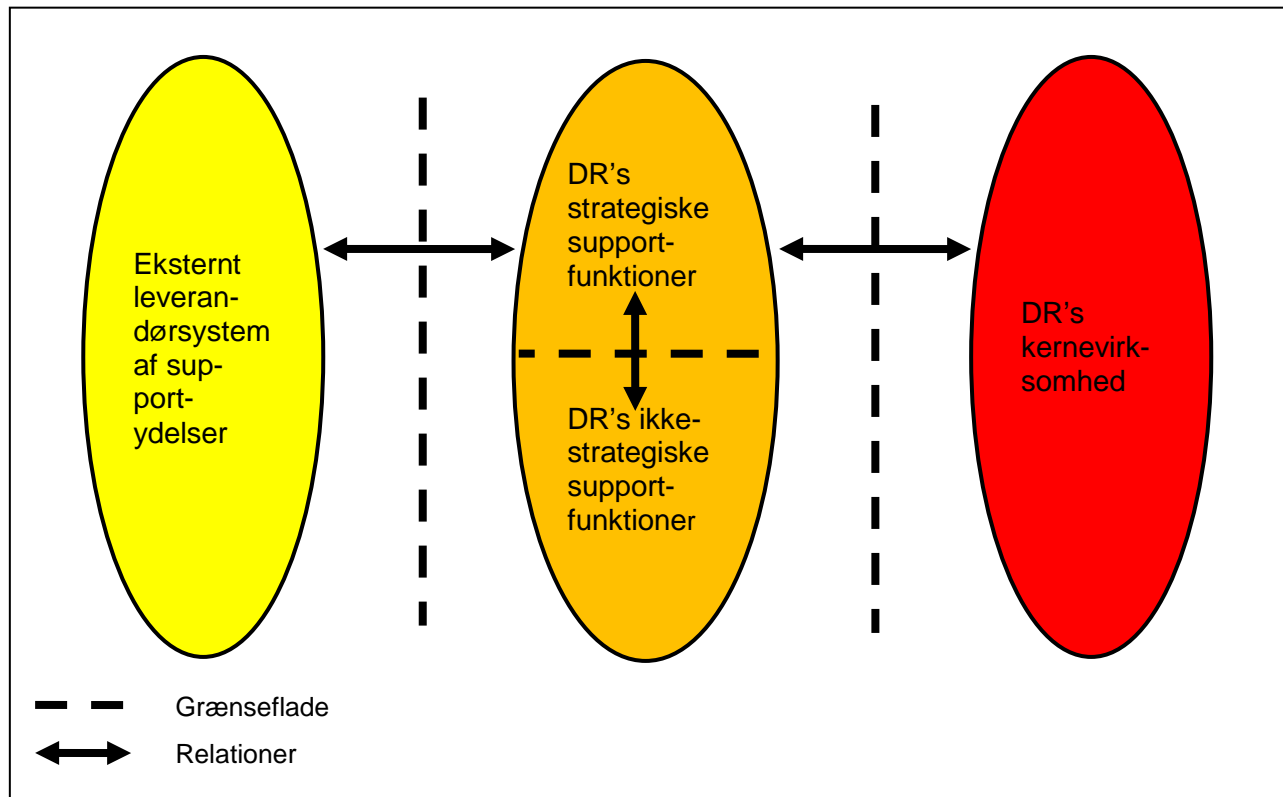 Eksternt
leveran-
dørsystem
af sup-
port-
ydelser
DR's
strategiske
support-
funktioner
DR's ikke-
strategiske
support-
funktioner
DR's
kernevirk-
somhed
Grænseflade
Relationer